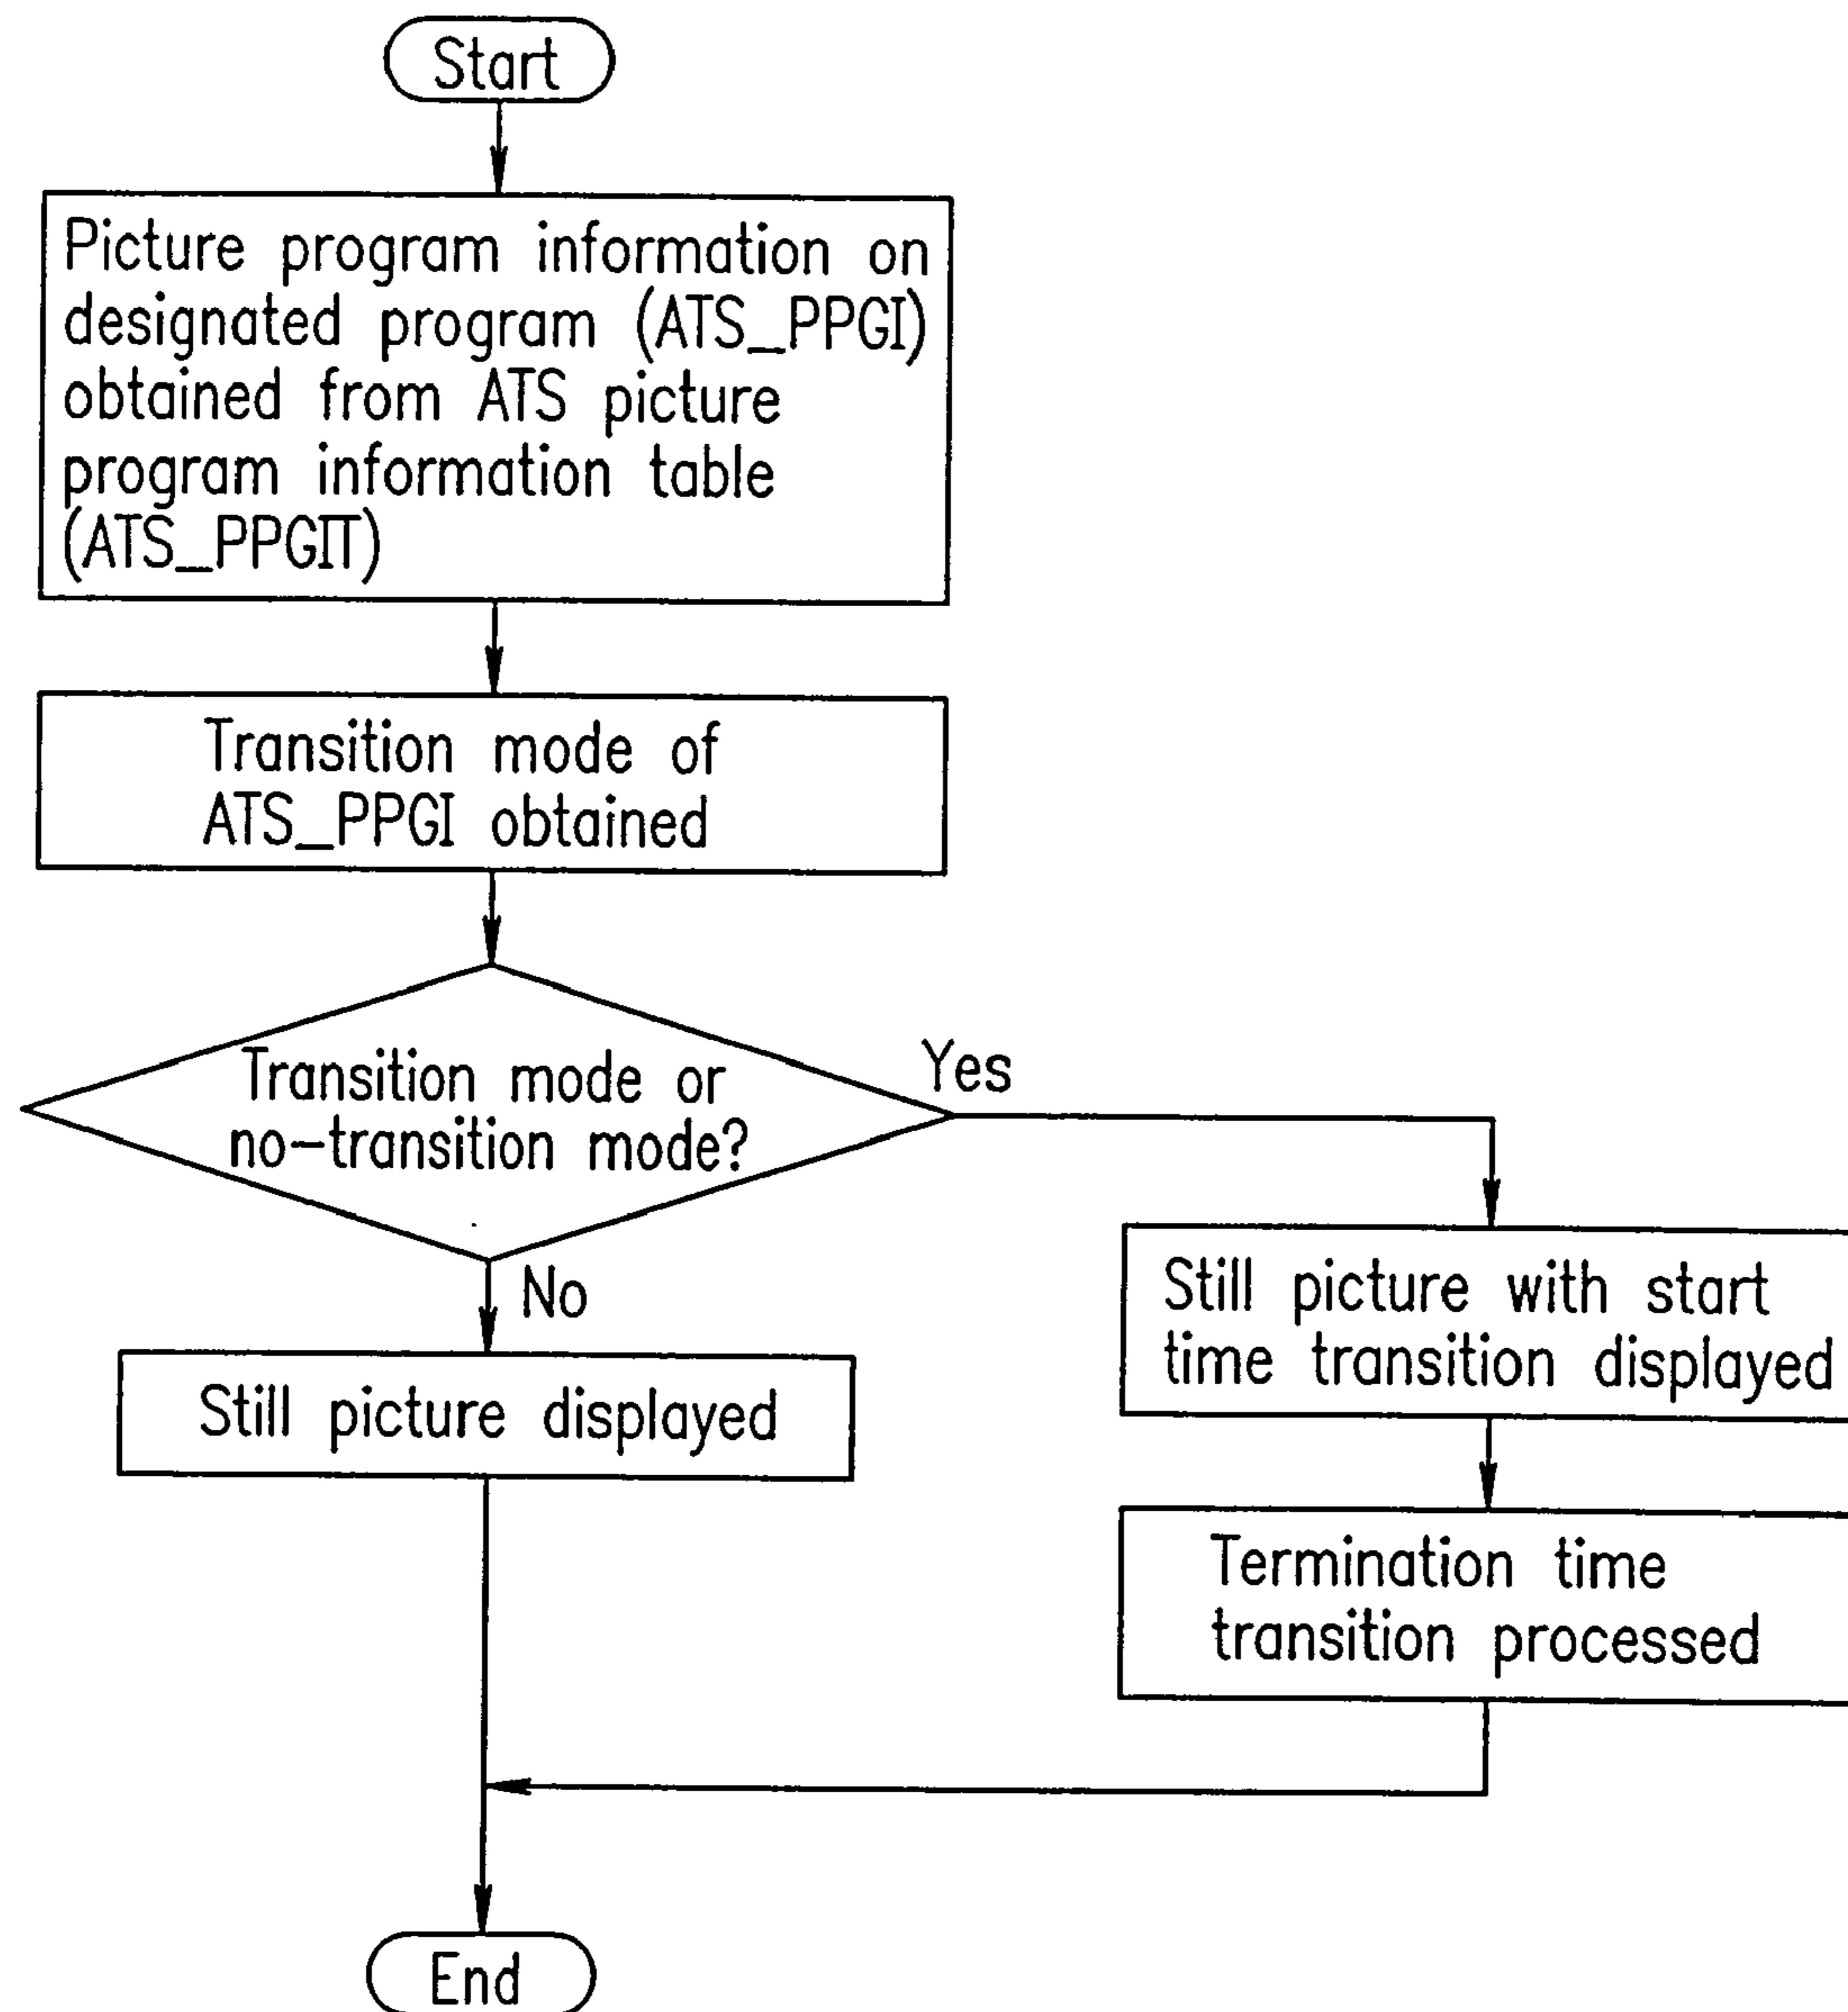 Start
Picture program information on
designated program (ATS_PPGI)
obtained from ATS picture
program information table
(ATS_PPGIT)
Transition mode of
ATS_PPGI obtained
Transition mode or
no-transition mode?
Yes
No
Still picture with start
time transition displayed
Still picture displayed
Termination time
transition processed
End